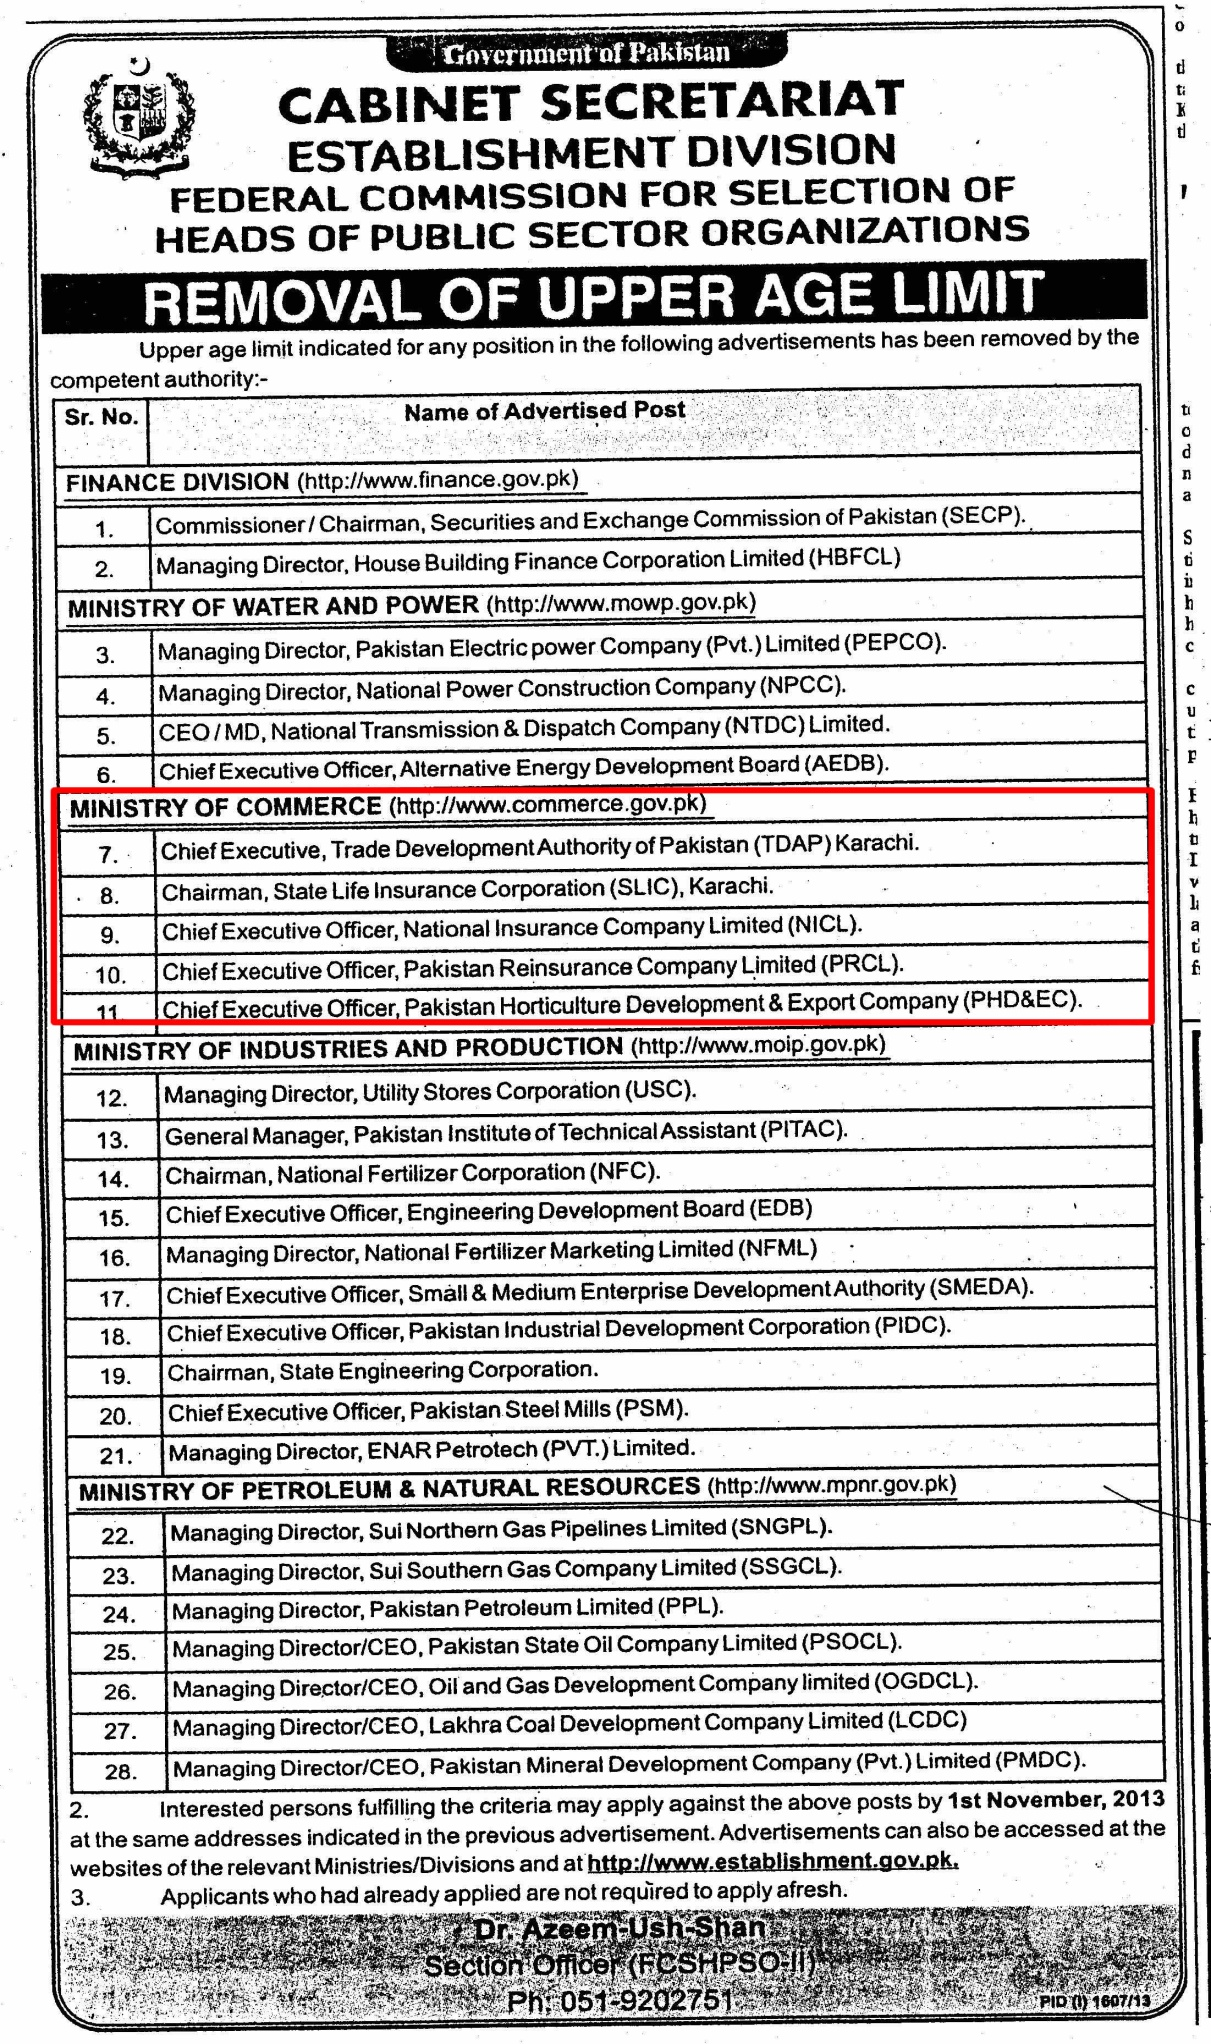 Government of Pakistan
CABINET SECRETARIAT
ESTABLISHMENT DIVISION
FEDERAL COMMISSION FOR SELECTION OF
HEADS OF PUBLIC SECTOR ORGANIZATIONS
REMOVAL OF UPPER AGE LIMIT
Upper age limit indicated for any position in the following advertisements has been removed by the
competent authority:-
Sr. No. Name of Advertised Post
FINANCE DIVISION (http://www.finance.gov.pk)
1. Commissioner / Chairman, Securities and Exchange Commission of Pakistan (SECP).
2. Managing Director, House Building Finance Corporation Limited (HBFCL)
MINISTRY OF WATER AND POWER (http://www.mowp.gov.pk)
3. Managing Director, Pakistan Electric power Company (Pvt.) Limited (PEPCO).
4. Managing Director, National Power Construction Company (NPCC).
5. CEO / MD, National Transmission & Dispatch Company (NTDC) Limited.
6. Chief Executive Officer, Alternative Energy Development Board (AEDB).
MINISTRY OF COMMERCE (http://www.commerce.gov.pk)
7. Chief Executive, Trade Development Authority of Pakistan (TDAP) Karachi.
8. Chairman, State Life Insurance Corporation (SLIC), Karachi.
9. Chief Executive Officer, National Insurance Company Limited (NICL).
10. Chief Executive Officer, Pakistan Reinsurance Company Limited (PRCL).
11 Chief Executive Officer, Pakistan Horticulture Development & Export Company (PHD&EC).
MINISTRY OF INDUSTRIES AND PRODUCTION (http://www.moip.gov.pk)
12. Managing Director, Utility Stores Corporation (USC).
13. General Manager, Pakistan Institute of Technical Assistant (PITAC).
14. Chairman, National Fertilizer Corporation (NFC).
15. Chief Executive Officer, Engineering Development Board (EDB)
16. Managing Director, National Fertilizer Marketing Limited (NFML)
17. Chief Executive Officer, Small & Medium Enterprise Development Authority (SMEDA).
18. Chief Executive Officer, Pakistan Industrial Development Corporation (PIDC).
19. Chairman, State Engineering Corporation.
20. Chief Executive Officer, Pakistan Steel Mills (PSM).
21. Managing Director, ENAR Petrotech (PVT.) Limited.
MINISTRY OF PETROLEUM & NATURAL RESOURCES (http://www.mpnr.gov.pk)
22. Managing Director, Sui Northern Gas Pipelines Limited (SNGPL).
23. Managing Director, Sui Southern Gas Company Limited (SSGCL).
24. Managing Director, Pakistan Petroleum Limited (PPL).
25. Managing Director/CEO, Pakistan State Oil Company Limited (PSOCL).
26. Managing Director/CEO, Oil and Gas Development Company limited (OGDCL).
27. Managing Director/CEO, Lakhra Coal Development Company Limited (LCDC)
28. Managing Director/CEO, Pakistan Mineral Development Company (Pvt.) Limited (PMDC).
2. Interested persons fulfilling the criteria may apply against the above posts by 1st November, 2013
at the same addresses indicated in the previous advertisement. Advertisements can also be accessed at the
websites of the relevant Ministries/Divisions and at http://www.establishment.gov.pk.
3. Applicants who had already applied are not required to apply afresh.
Dr. Azeem-Ush-Shan
Section Officer (FCSHPSO-II)
Ph: 051-9202751
PID (I) 1607/13